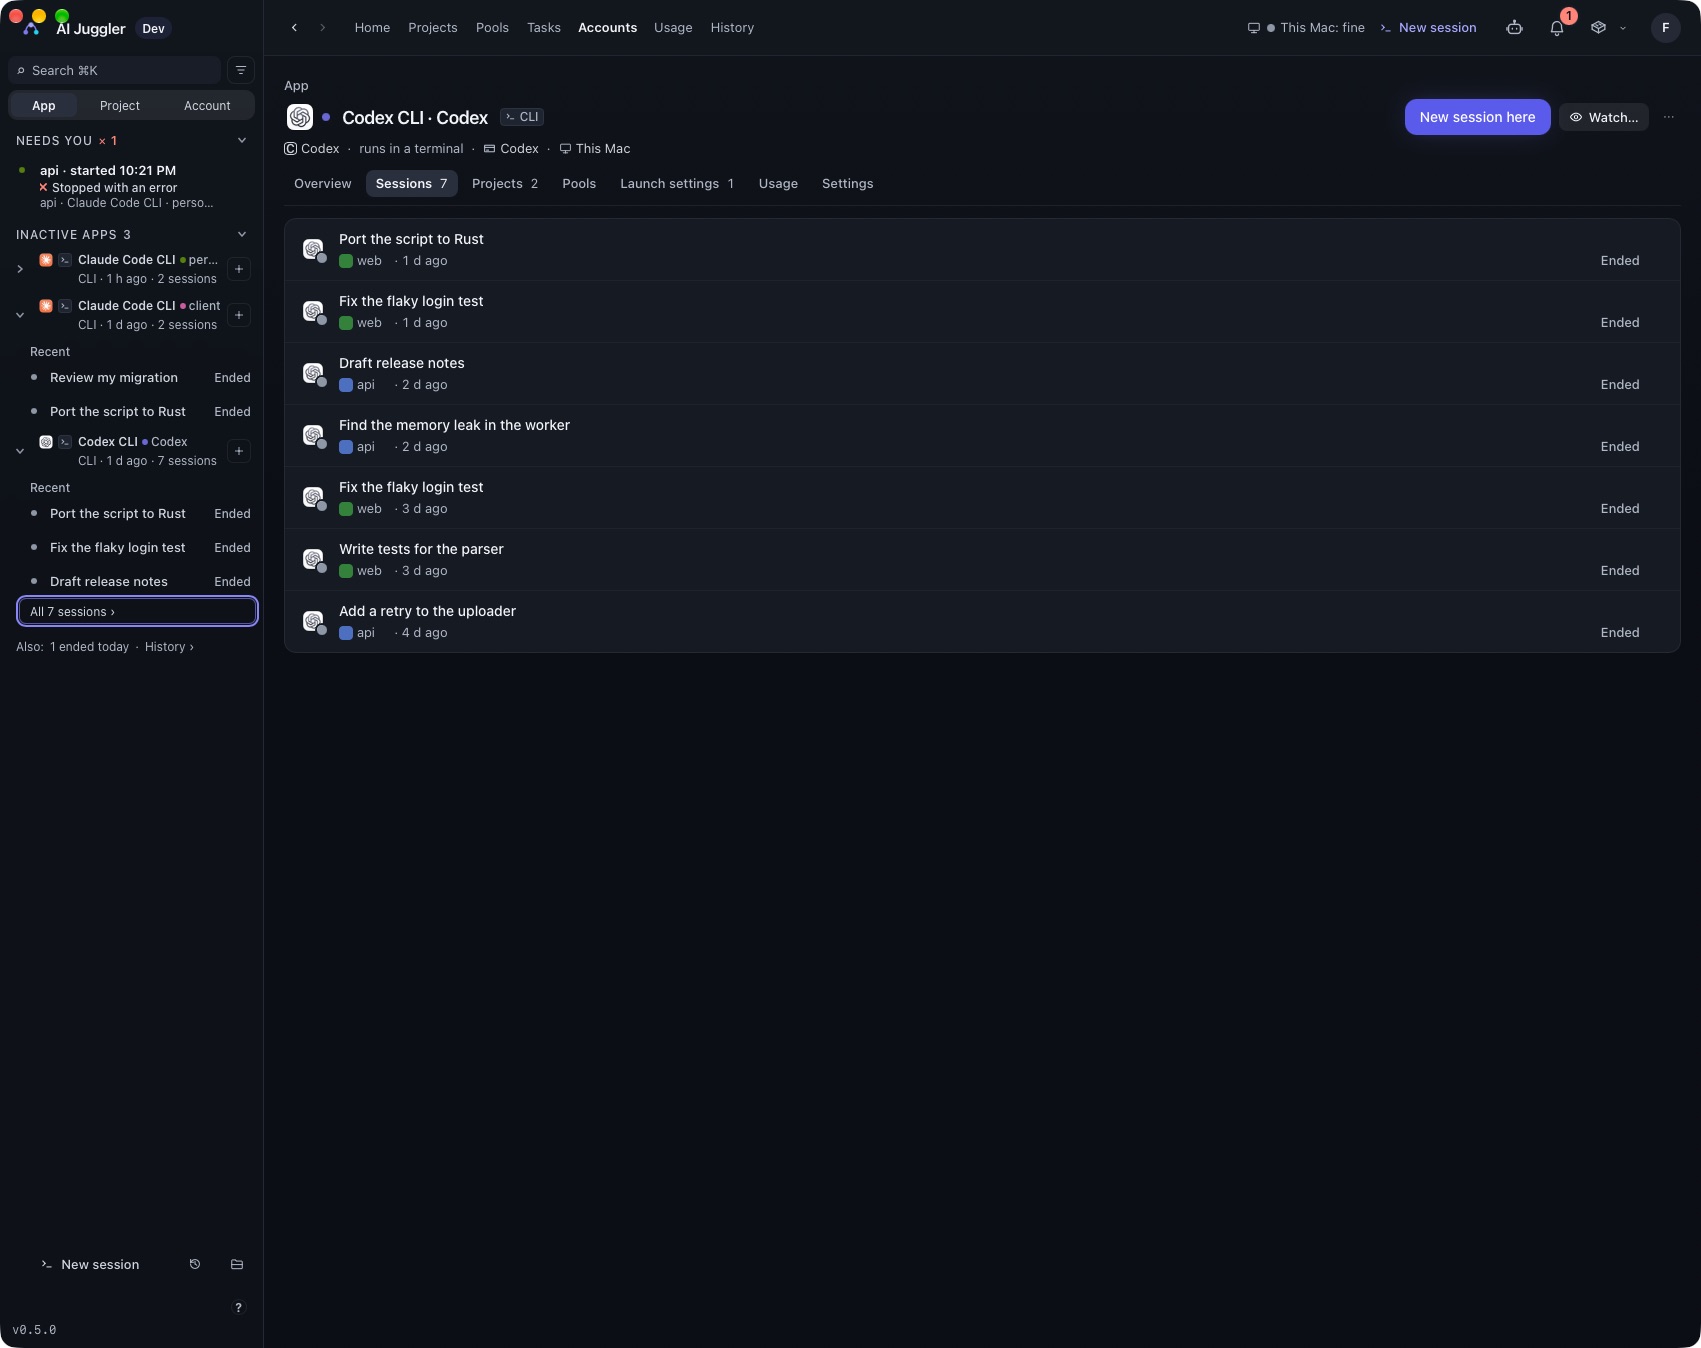 AI Juggler Dev
Search ⌘K
App Project Account
NEEDS YOU × 1
api · started 10:21 PM
× Stopped with an error
api · Claude Code CLI · perso…
INACTIVE APPS 3
Claude Code CLI per…
CLI · 1 h ago · 2 sessions
Claude Code CLI client
CLI · 1 d ago · 2 sessions
Recent
Review my migration Ended
Port the script to Rust Ended
Codex CLI Codex
CLI · 1 d ago · 7 sessions
Recent
Port the script to Rust Ended
Fix the flaky login test Ended
Draft release notes Ended
All 7 sessions ›
Also: 1 ended today · History ›
New session
?
v0.5.0
‹ › Home Projects Pools Tasks Accounts Usage History
This Mac: fine New session 1 F
App
Codex CLI · Codex CLI
New session here Watch… …
C Codex · runs in a terminal · Codex · This Mac
Overview Sessions 7 Projects 2 Pools Launch settings 1 Usage Settings
Port the script to Rust
web · 1 d ago Ended
Fix the flaky login test
web · 1 d ago Ended
Draft release notes
api · 2 d ago Ended
Find the memory leak in the worker
api · 2 d ago Ended
Fix the flaky login test
web · 3 d ago Ended
Write tests for the parser
web · 3 d ago Ended
Add a retry to the uploader
api · 4 d ago Ended